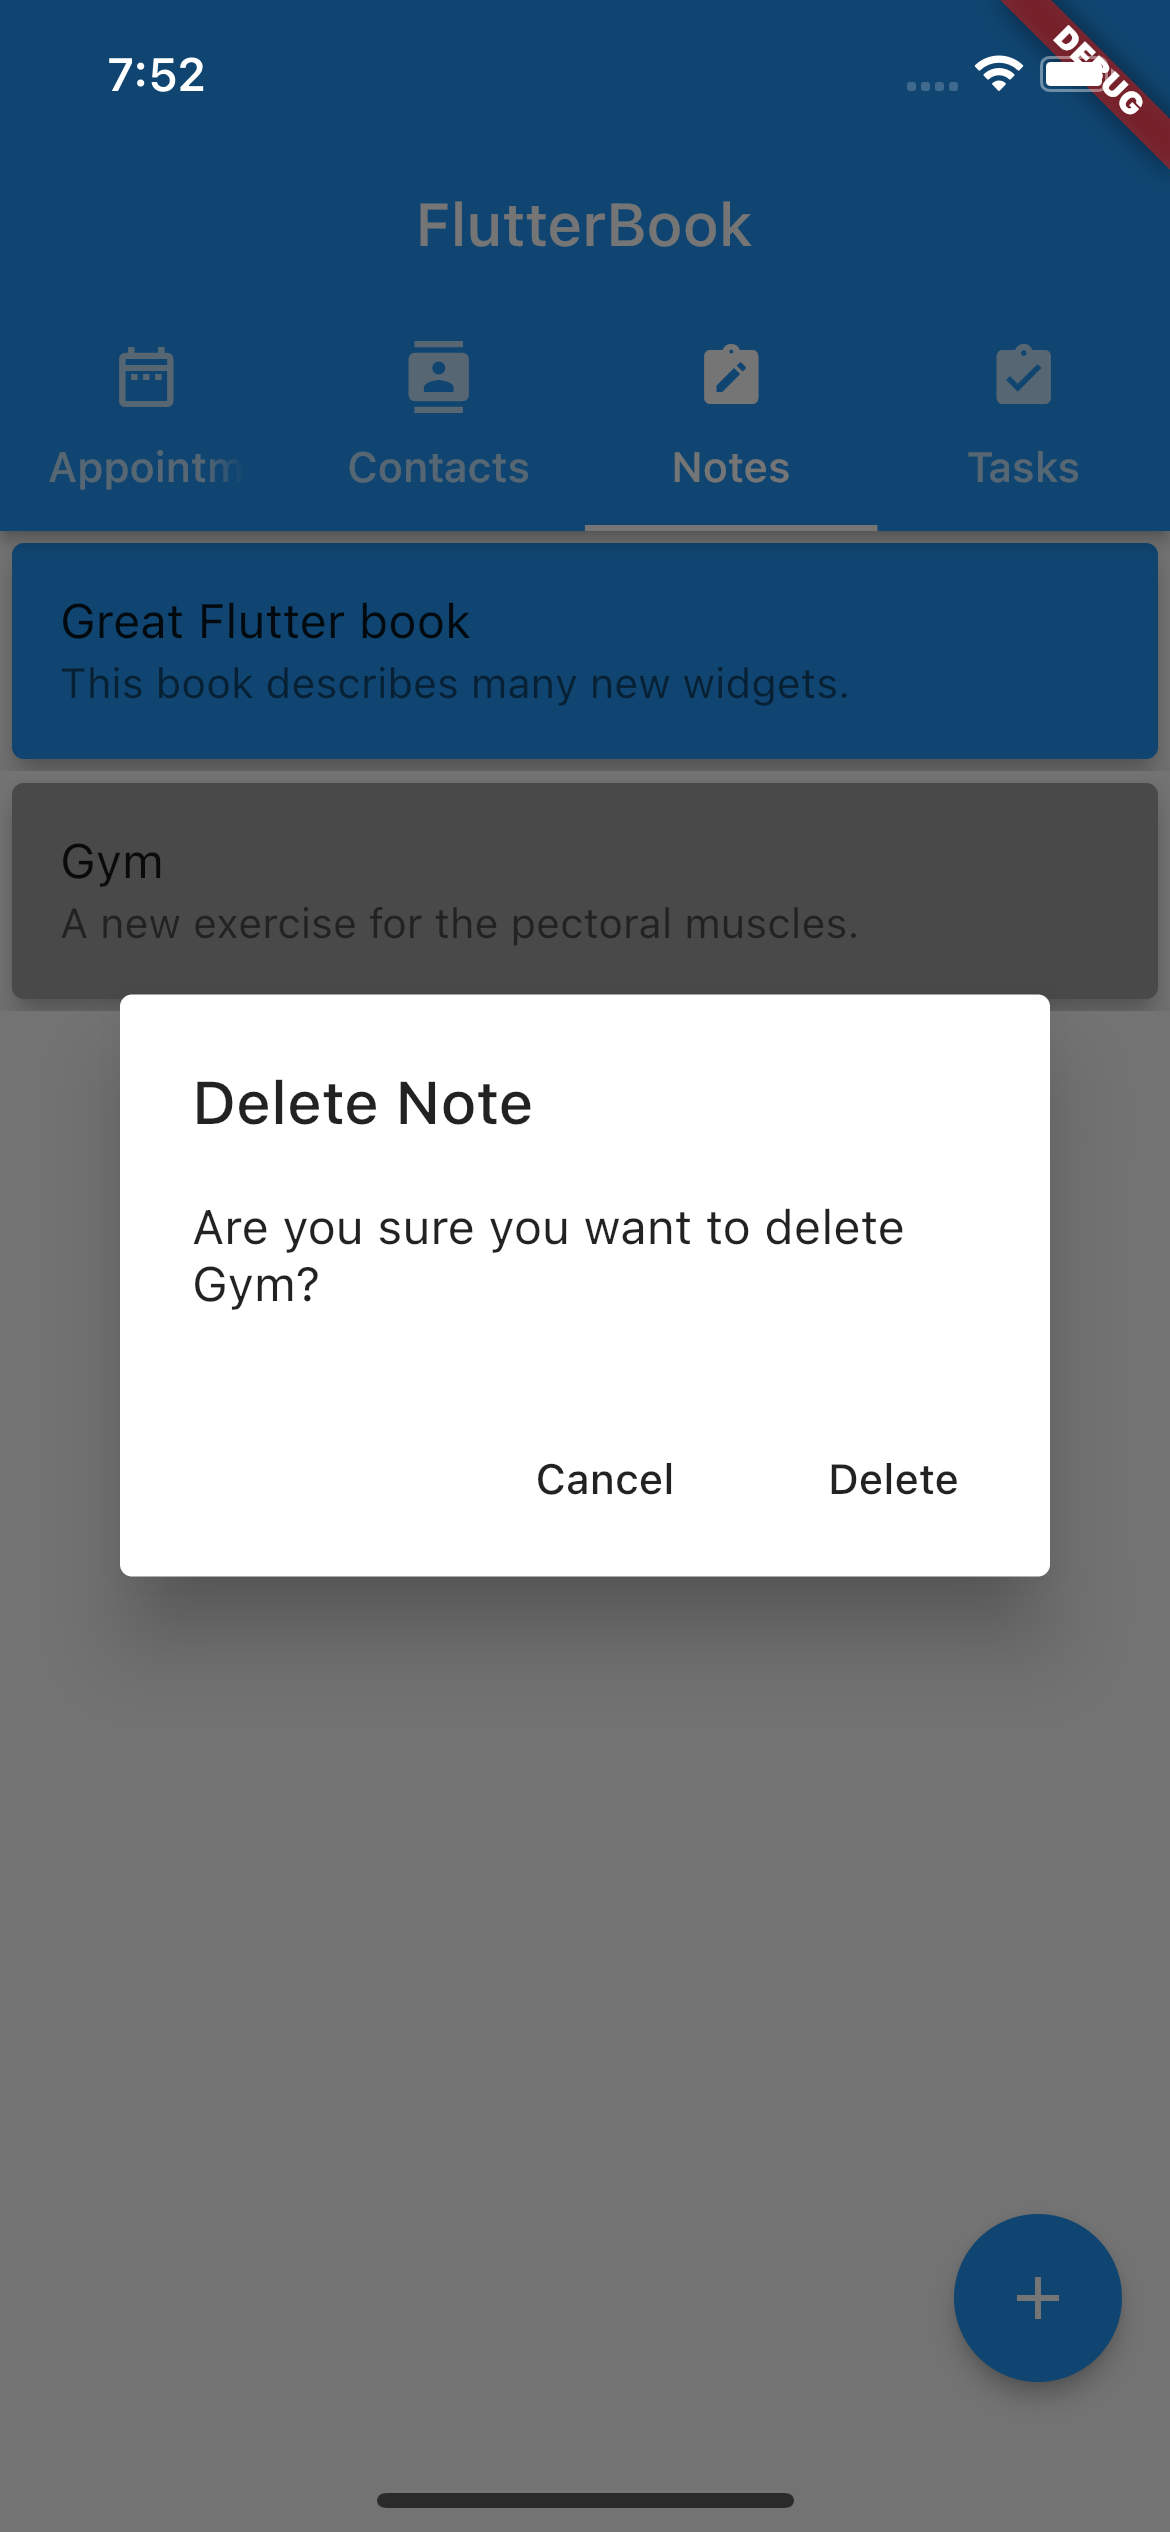 7:52
DEBUG
FlutterBook
Appointm
Contacts
Notes
Tasks
Great Flutter book
This book describes many new widgets.
Gym
A new exercise for the pectoral muscles.
Delete Note
Are you sure you want to delete
Gym?
Cancel
Delete